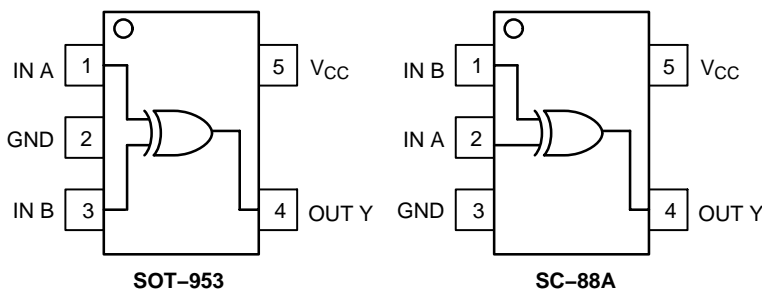 IN A 1
GND 2
IN B 3
5 VCC
4 OUT Y
SOT–953
IN B 1
IN A 2
GND 3
5 VCC
4 OUT Y
SC–88A